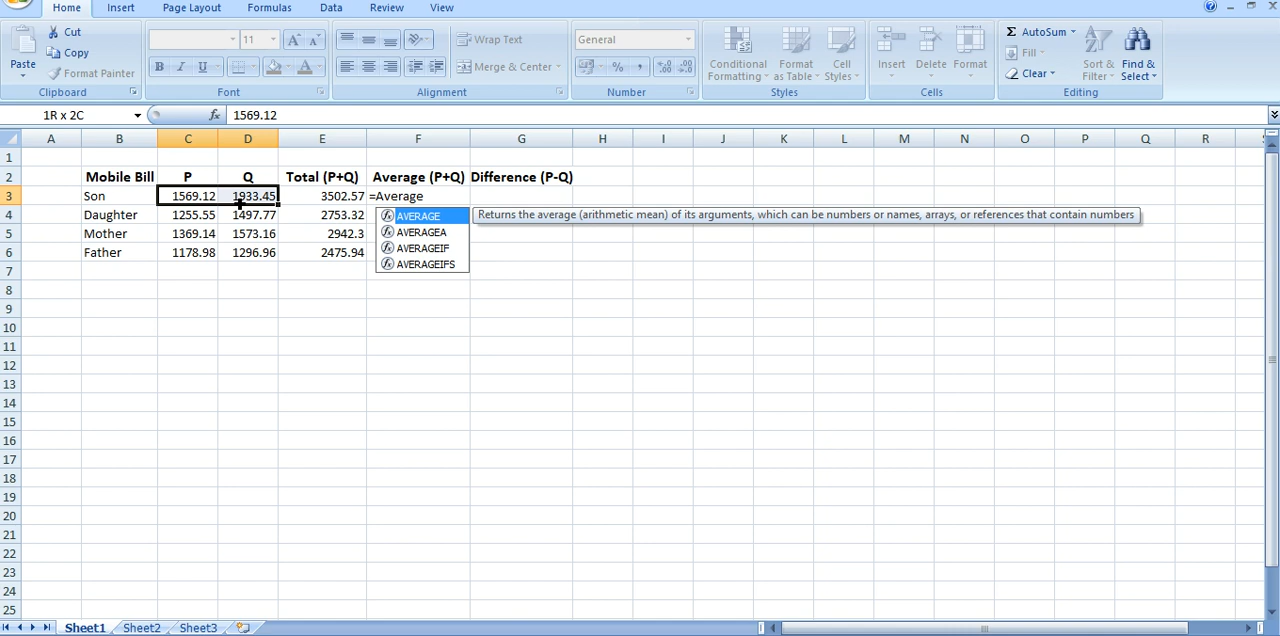 Home Insert Page Layout Formulas Data Review View
Paste Cut 11 A A Wrap Text General Conditional Formatting Format as Table Cell Styles Insert Delete Format Σ AutoSum Sort & Filter Find & Select
Copy Fill
Format Painter B I U A Merge & Center % , Clear
Clipboard Font Alignment Number Styles Cells Editing
1R x 2C fx 1569.12
A B C D E F G H I J K L M N O P Q R
1
2 Mobile Bill P Q Total (P+Q) Average (P+Q) Difference (P-Q)
3 Son 1569.12 1933.45 3502.57 =Average
4 Daughter 1255.55 1497.77 2753.32 AVERAGE Returns the average (arithmetic mean) of its arguments, which can be numbers or names, arrays, or references that contain numbers
5 Mother 1369.14 1573.16 2942.3 AVERAGEA
AVERAGEIF
6 Father 1178.98 1296.96 2475.94 AVERAGEIFS
7
8
9
10
11
12
13
14
15
16
17
18
19
20
21
22
23
24
25
Sheet1 Sheet2 Sheet3